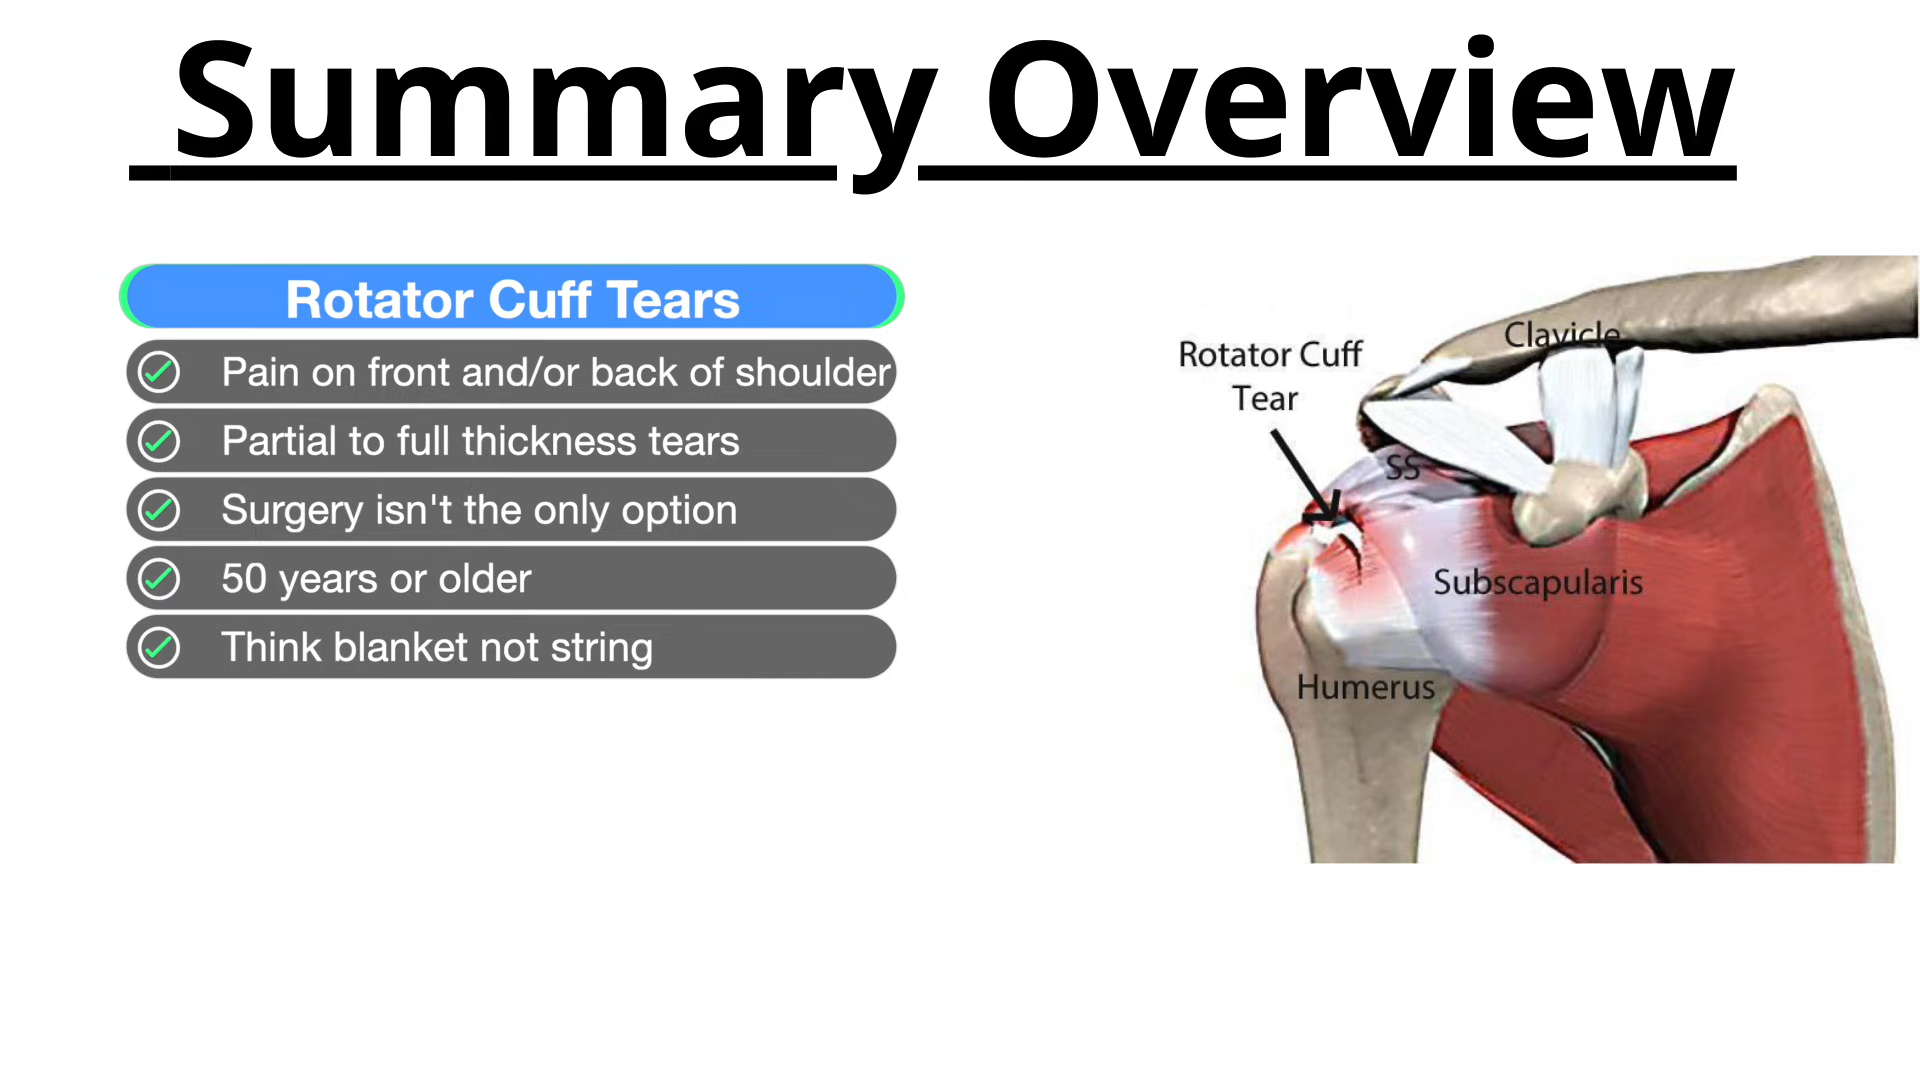 Summary Overview
Rotator Cuff Tears
Pain on front and/or back of shoulder
Partial to full thickness tears
Surgery isn't the only option
50 years or older
Think blanket not string
Clavicle
Rotator Cuff
Tear
SS
Subscapularis
Humerus